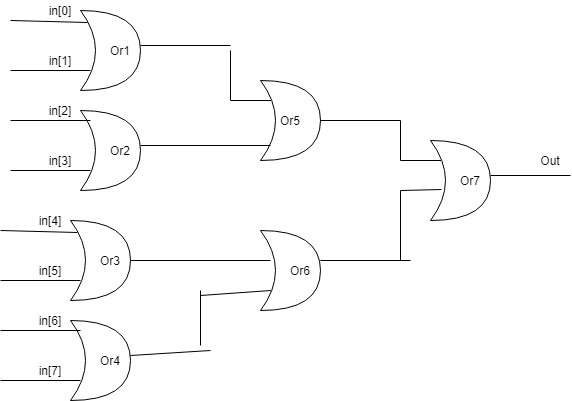 in[0]
Or1
in[1]
in[2]
Or2
in[3]
Or5
Or7
Out
in[4]
Or3
in[5]
Or6
in[6]
Or4
in[7]